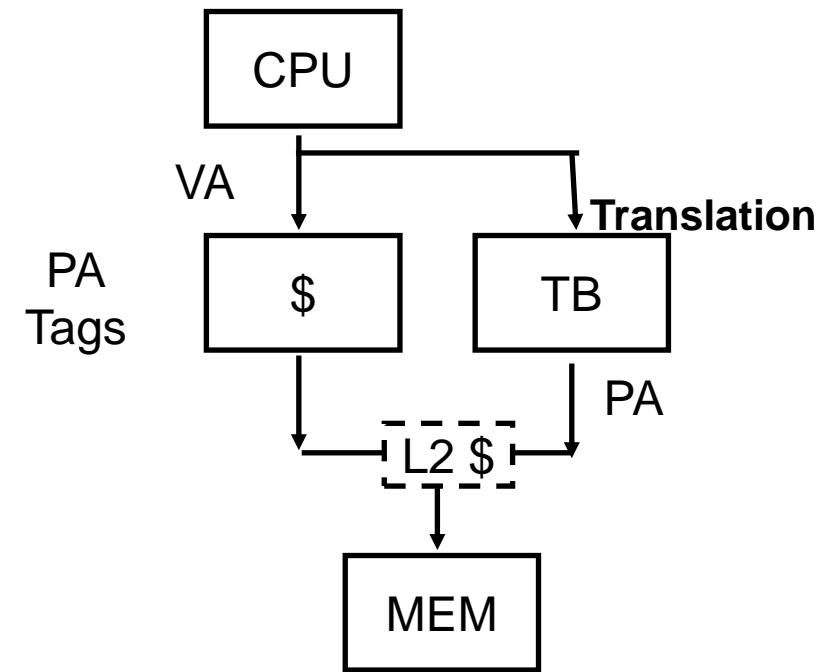 CPU
VA
Translation
PA
Tags
$
TB
PA
L2 $
MEM